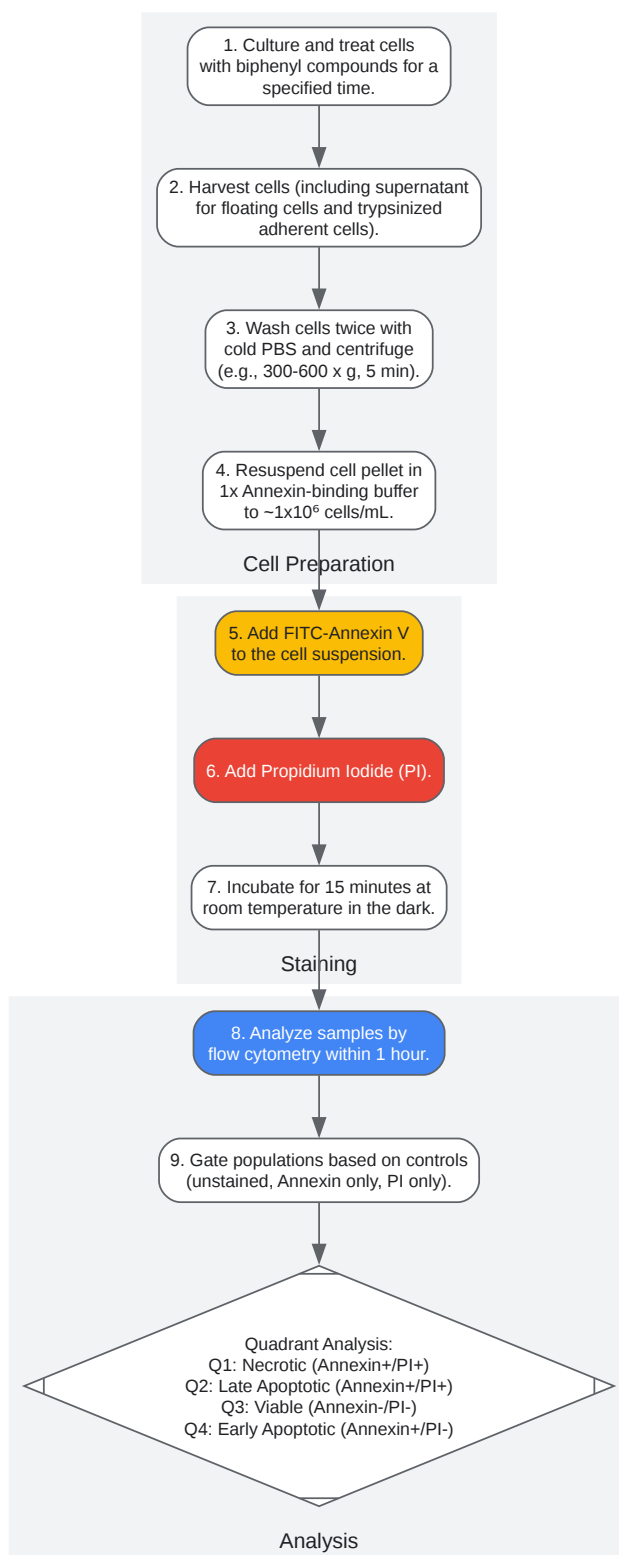 1. Culture and treat cells
with biphenyl compounds for a
specified time.
2. Harvest cells (including supernatant
for floating cells and trypsinized
adherent cells).
3. Wash cells twice with
cold PBS and centrifuge
(e.g., 300-600 x g, 5 min).
4. Resuspend cell pellet in
1x Annexin-binding buffer
to ~1x10⁶ cells/mL.
Cell Preparation
5. Add FITC-Annexin V
to the cell suspension.
6. Add Propidium Iodide (PI).
7. Incubate for 15 minutes at
room temperature in the dark.
Staining
8. Analyze samples by
flow cytometry within 1 hour.
9. Gate populations based on controls
(unstained, Annexin only, PI only).
Quadrant Analysis:
Q1: Necrotic (Annexin+/PI+)
Q2: Late Apoptotic (Annexin+/PI+)
Q3: Viable (Annexin-/PI-)
Q4: Early Apoptotic (Annexin+/PI-)
Analysis